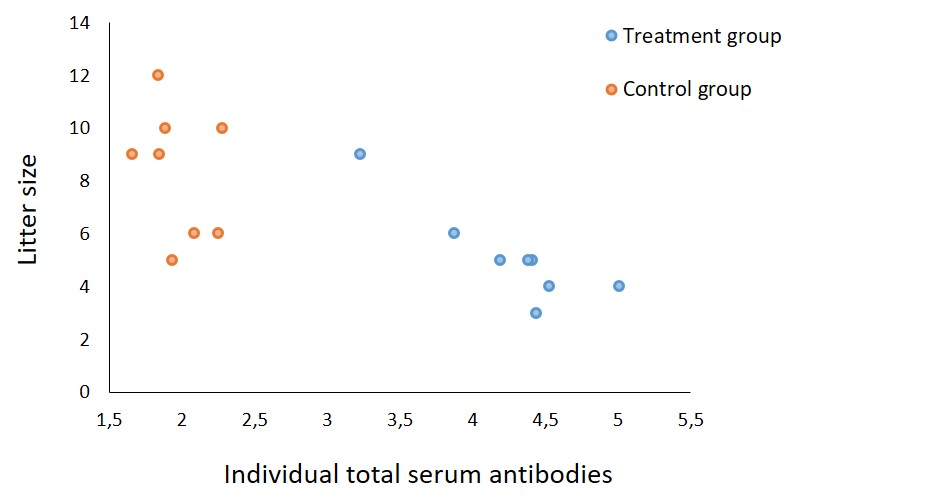 14
Treatment group
12
Control group
10
8
6
4
2
0
Litter size
1,5 2 2,5 3 3,5 4 4,5 5 5,5
Individual total serum antibodies